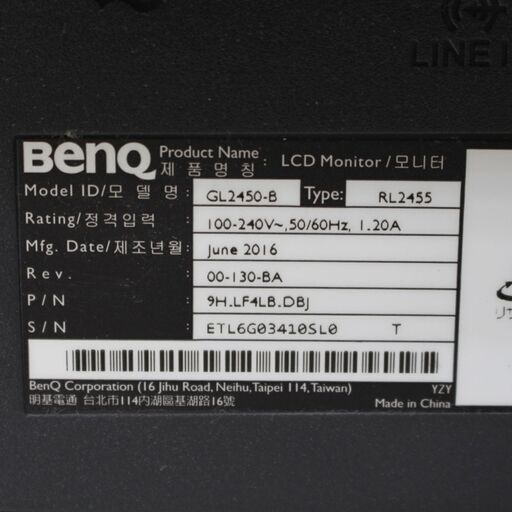 LINE I
BenQ Product Name : LCD Monitor / 모니터
제 품 명 칭
Model ID/모 델 명 : GL2450-B Type: RL2455
Rating/정격입력 : 100-240V~,50/60Hz, 1.20A
Mfg. Date/제조년월: June 2016
Rev. 00-130-BA
P / N 9H.LF4LB.DBJ
S / N ETL6G03410SL0 T
BenQ Corporation (16 Jihu Road, Neihu,Taipei 114,Taiwan) YZY
明基電通 台北市114內湖區基湖路16號 Made in China
リサ